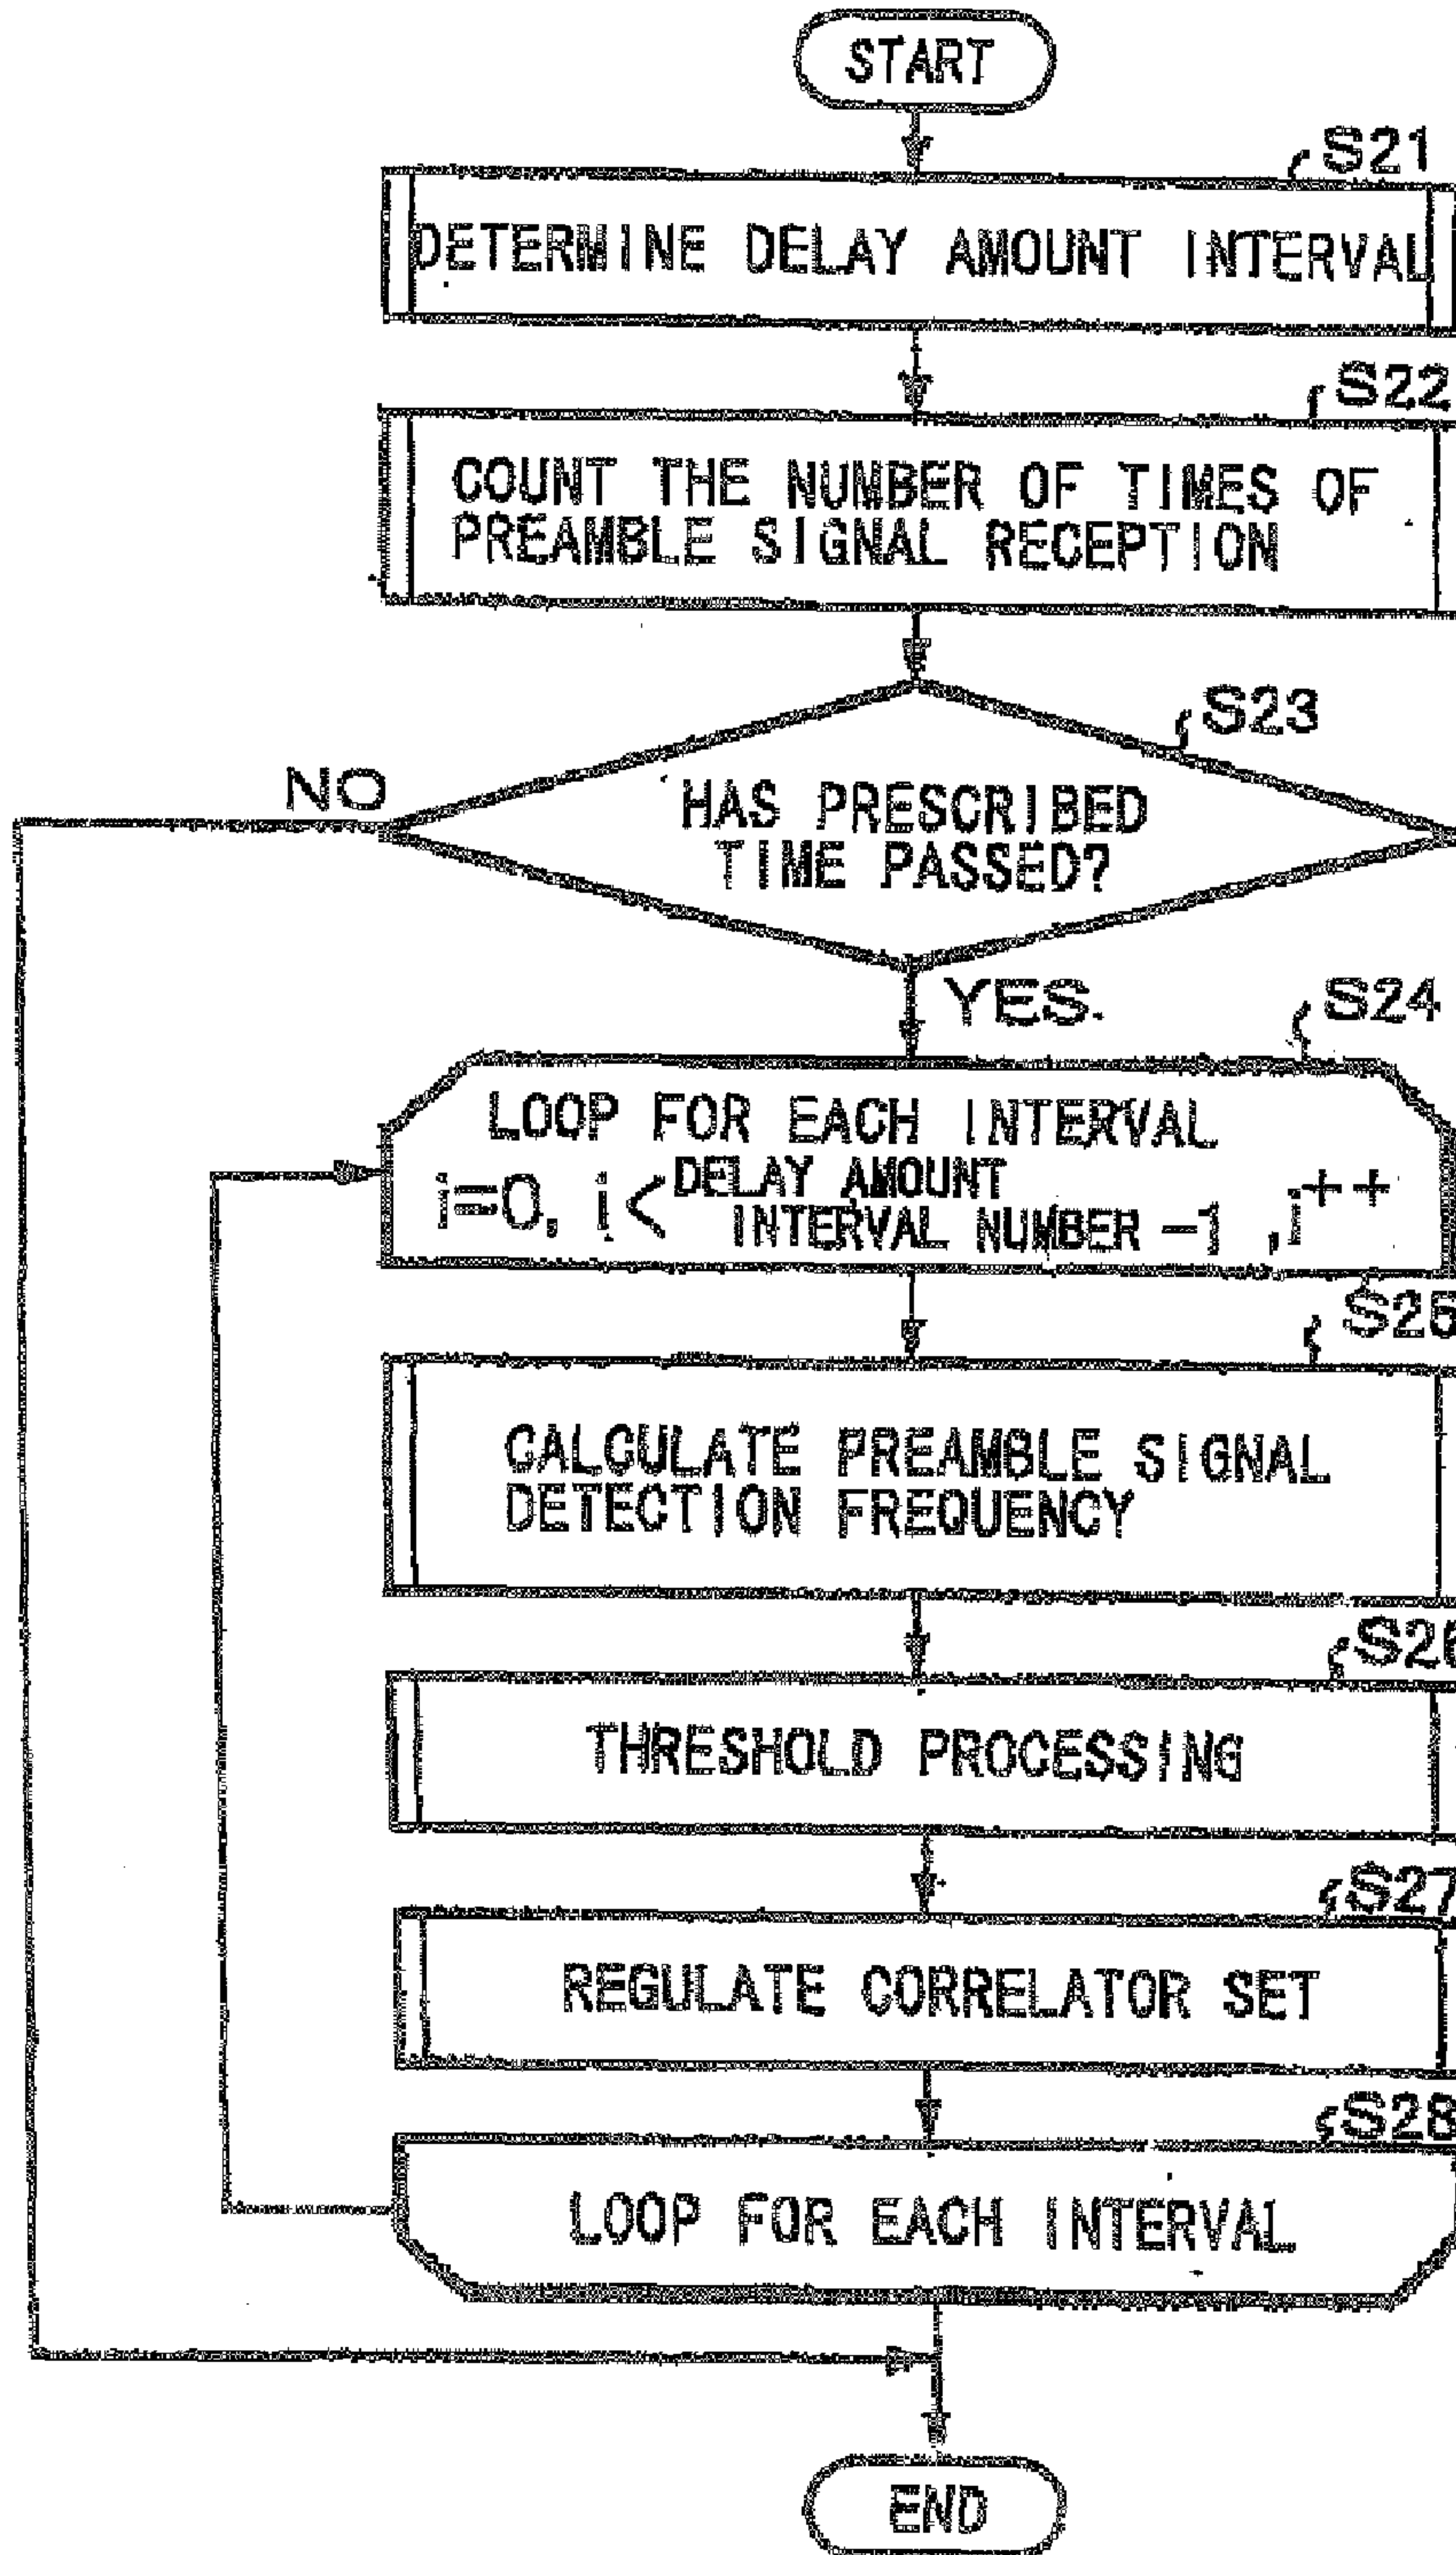 START
S21
DETERMINE DELAY AMOUNT INTERVAL
S22
COUNT THE NUMBER OF TIMES OF
PREAMBLE SIGNAL RECEPTION
S23
NO
HAS PRESCRIBED
TIME PASSED?
YES.
S24
LOOP FOR EACH INTERVAL
i=0, i< DELAY AMOUNT
INTERVAL NUMBER -1 ,i++
S25
CALCULATE PREAMBLE SIGNAL
DETECTION FREQUENCY
S26
THRESHOLD PROCESSING
S27
REGULATE CORRELATOR SET
S28
LOOP FOR EACH INTERVAL
END